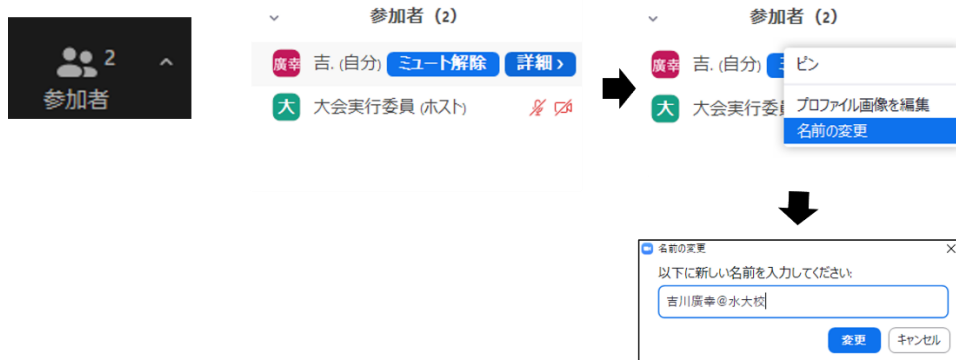 2
参加者
参加者 (2)
廣幸 吉. (自分) ミュート解除 詳細 >
大 大会実行委員 (ホスト)
参加者 (2)
廣幸 吉. (自分)
大 大会実行委員
ピン
プロファイル画像を編集
名前の変更
名前の変更
以下に新しい名前を入力してください:
吉川廣幸@水大校
変更 キャンセル